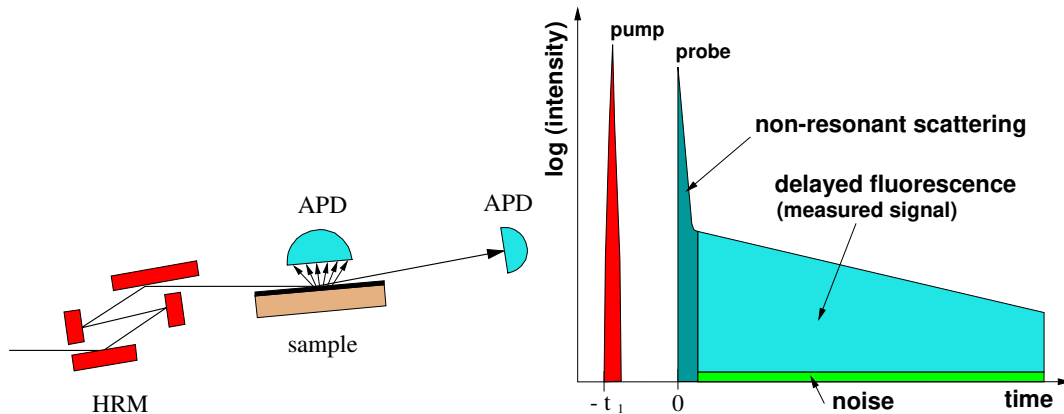 APD
APD
sample
HRM
log (intensity)
pump
probe
non-resonant scattering
delayed fluorescence
(measured signal)
- t 1
0
noise
time